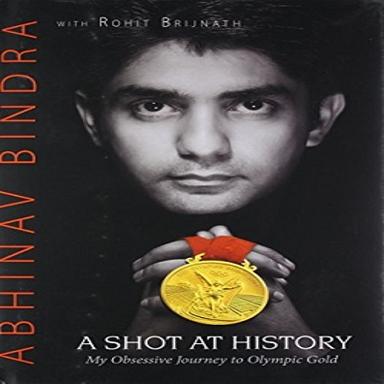 WITH ROHIT BRIJNATH
ABHINAV BINDRA
A SHOT AT HISTORY
My Obsessive Journey to Olympic Gold